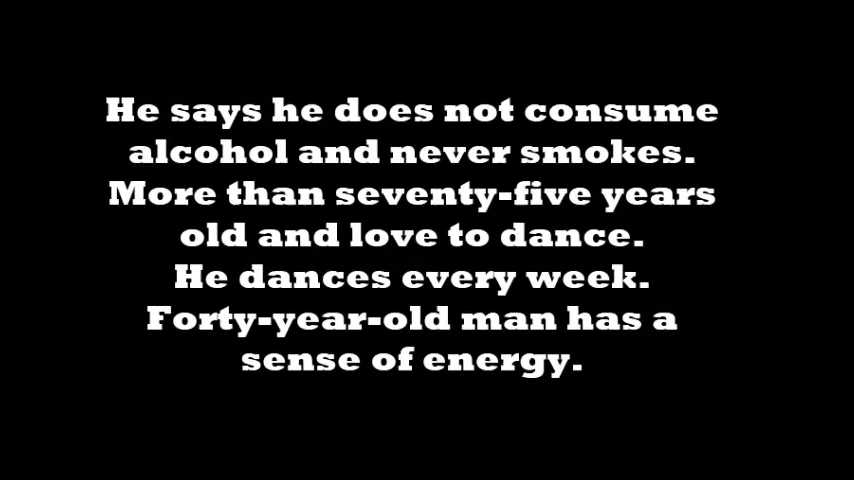 He says he does not consume
alcohol and never smokes.
More than seventy-five years
old and love to dance.
He dances every week.
Forty-year-old man has a
sense of energy.